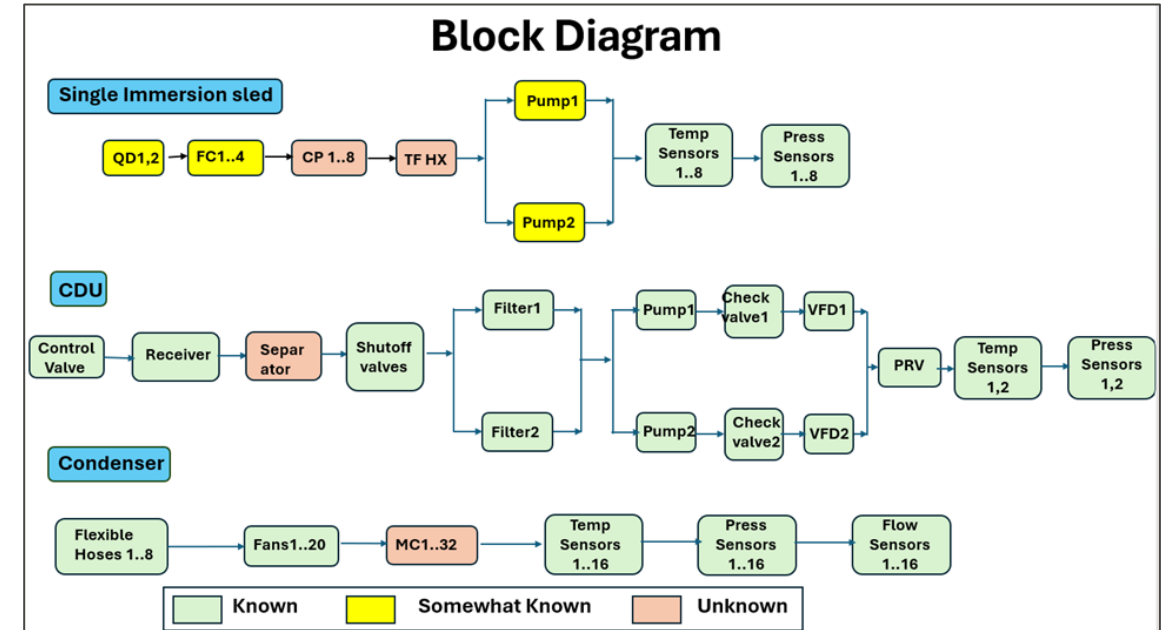 Block Diagram
Single Immersion sled
QD1,2
FC1..4
CP 1..8
TF HX
Pump1
Pump2
Temp
Sensors
1..8
Press
Sensors
1..8
CDU
Control
Valve
Receiver
Separ
ator
Shutoff
valves
Filter1
Filter2
Pump1
Check
valve1
VFD1
Pump2
Check
valve2
VFD2
PRV
Temp
Sensors
1,2
Press
Sensors
1,2
Condenser
Flexible
Hoses 1..8
Fans1..20
MC1..32
Temp
Sensors
1..16
Press
Sensors
1..16
Flow
Sensors
1..16
Known
Somewhat Known
Unknown